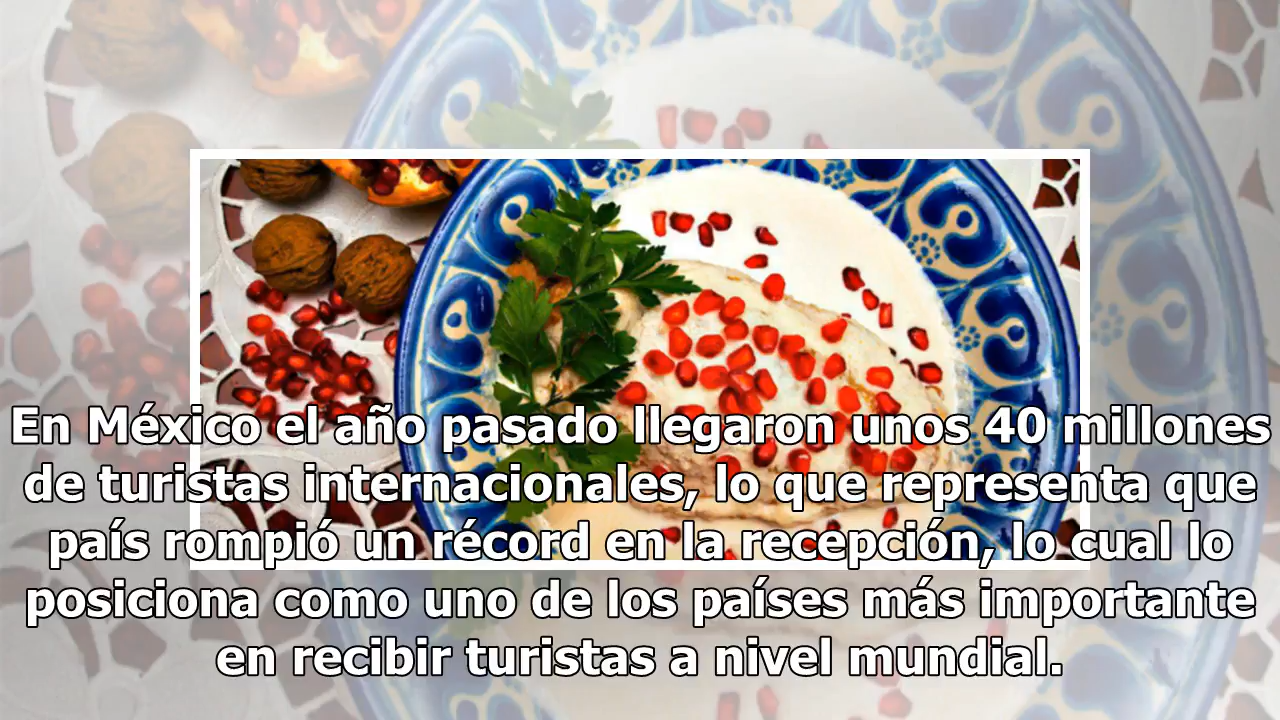 En México el año pasado llegaron unos 40 millones
de turistas internacionales, lo que representa que
país rompió un récord en la recepción, lo cual lo
posiciona como uno de los países más importante
en recibir turistas a nivel mundial.